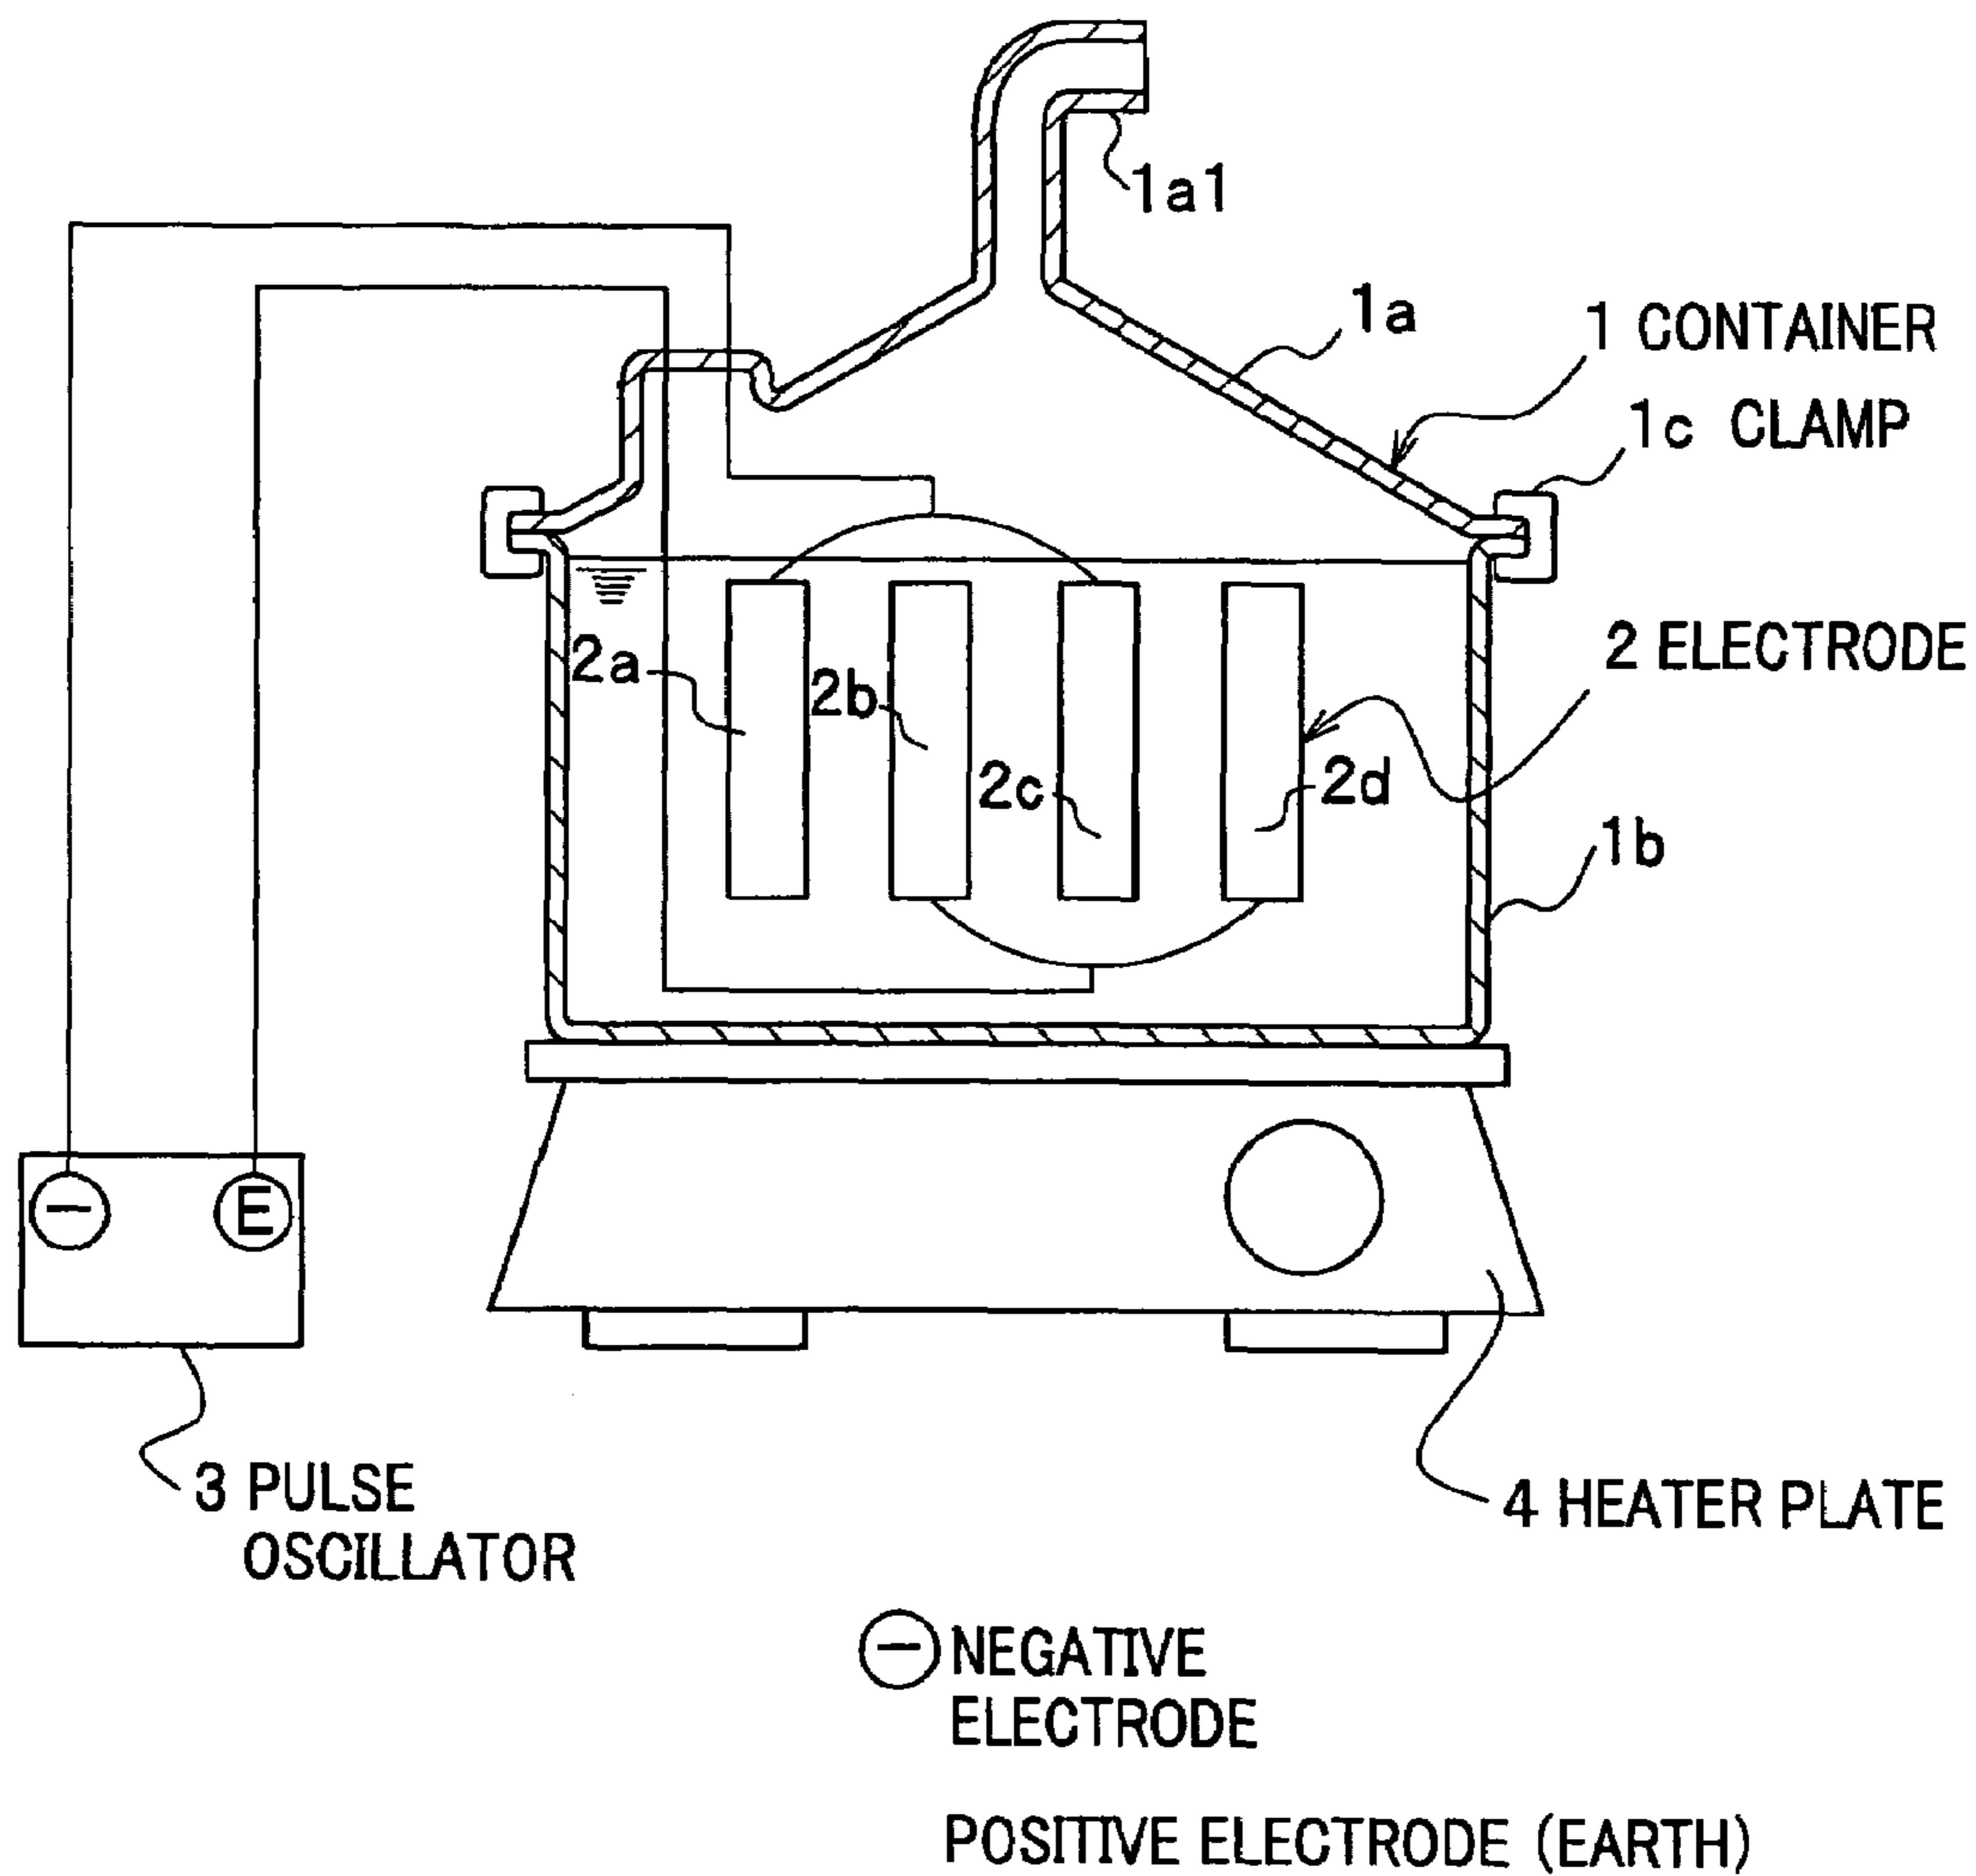 1a1
1a
1 CONTAINER
1c CLAMP
2 ELECTRODE
2a
2b
2c
2d
1b
−
E
3 PULSE
OSCILLATOR
4 HEATER PLATE
− NEGATIVE
ELECTRODE
POSITIVE ELECTRODE (EARTH)